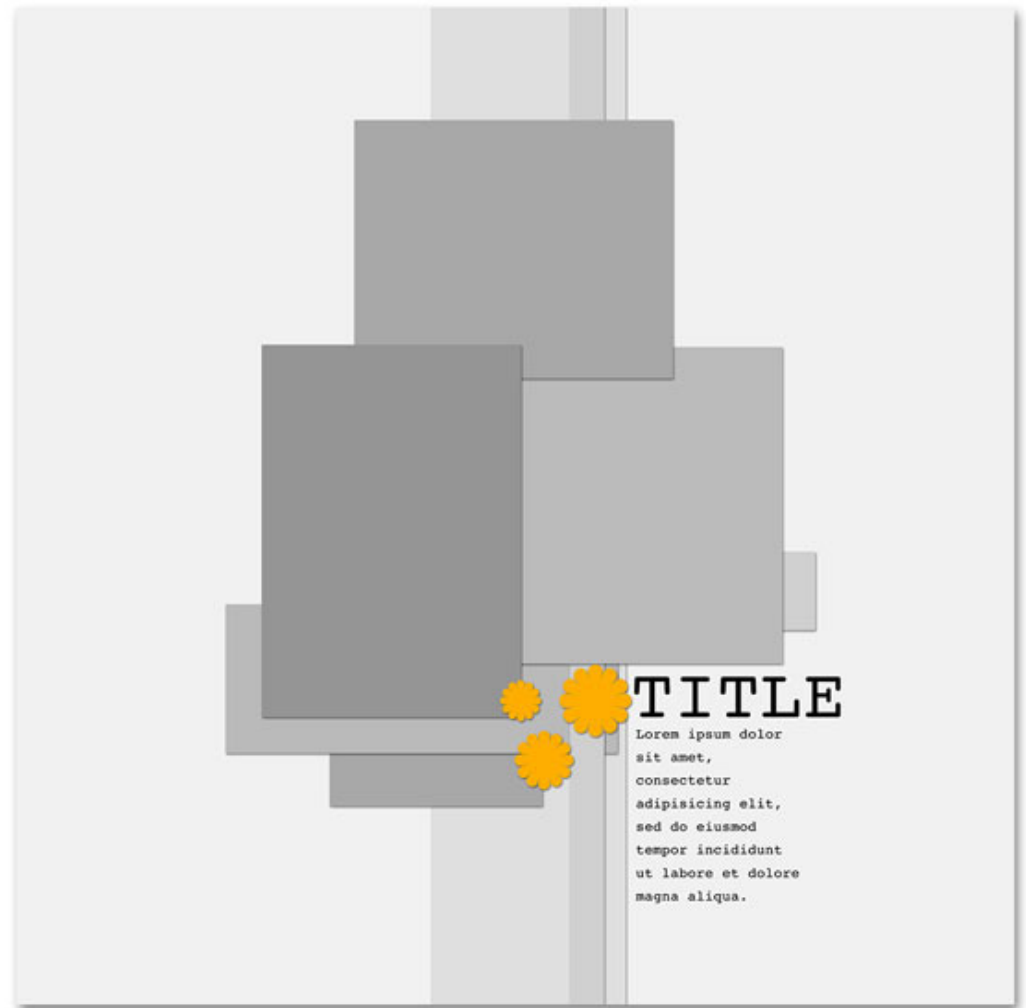 TITLE
Lorem ipsum dolor
sit amet,
consectetur
adipisicing elit,
sed do eiusmod
tempor incididunt
ut labore et dolore
magna aliqua.